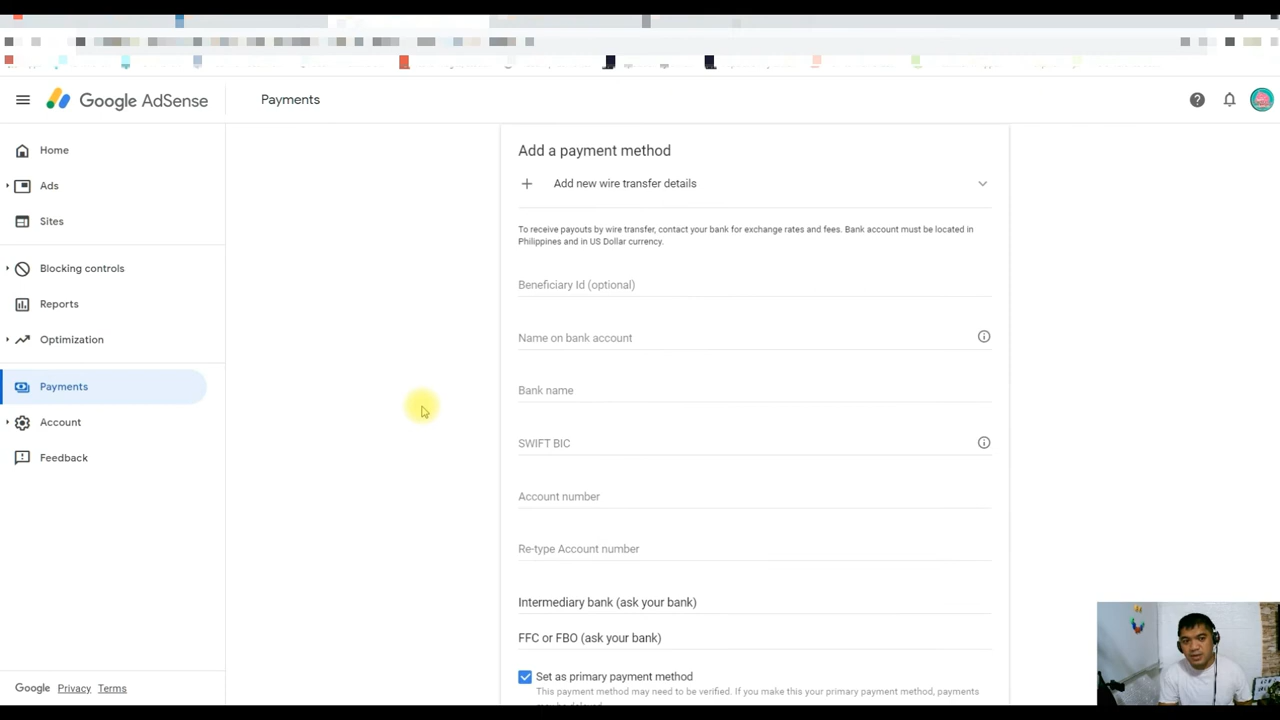 Google AdSense
Payments
Home
Ads
Sites
Blocking controls
Reports
Optimization
Payments
Account
Feedback
Google Privacy Terms
Add a payment method
Add new wire transfer details
To receive payouts by wire transfer, contact your bank for exchange rates and fees. Bank account must be located in
Philippines and in US Dollar currency.
Beneficiary Id (optional)
Name on bank account
Bank name
SWIFT BIC
Account number
Re-type Account number
Intermediary bank (ask your bank)
FFC or FBO (ask your bank)
Set as primary payment method
This payment method may need to be verified. If you make this your primary payment method, payments